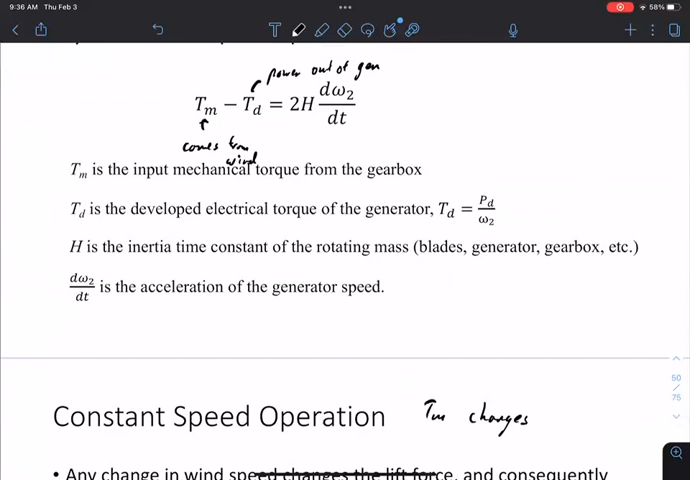 9:36 AM Thu Feb 3
58%
power out of gen
Tₘ − T_d = 2H dω₂/dt
comes from
wind
Tₘ is the input mechanical torque from the gearbox
T_d is the developed electrical torque of the generator, T_d = P_d/ω₂
H is the inertia time constant of the rotating mass (blades, generator, gearbox, etc.)
dω₂/dt is the acceleration of the generator speed.
50
/
75
Constant Speed Operation Tm changes
• Any change in wind speed changes the lift force, and consequently